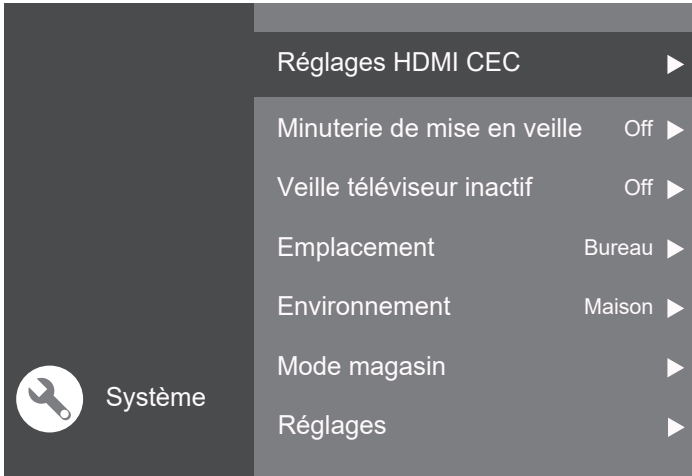 Réglages HDMI CEC
Minuterie de mise en veille Off
Veille téléviseur inactif Off
Emplacement Bureau
Environnement Maison
Mode magasin
Système
Réglages